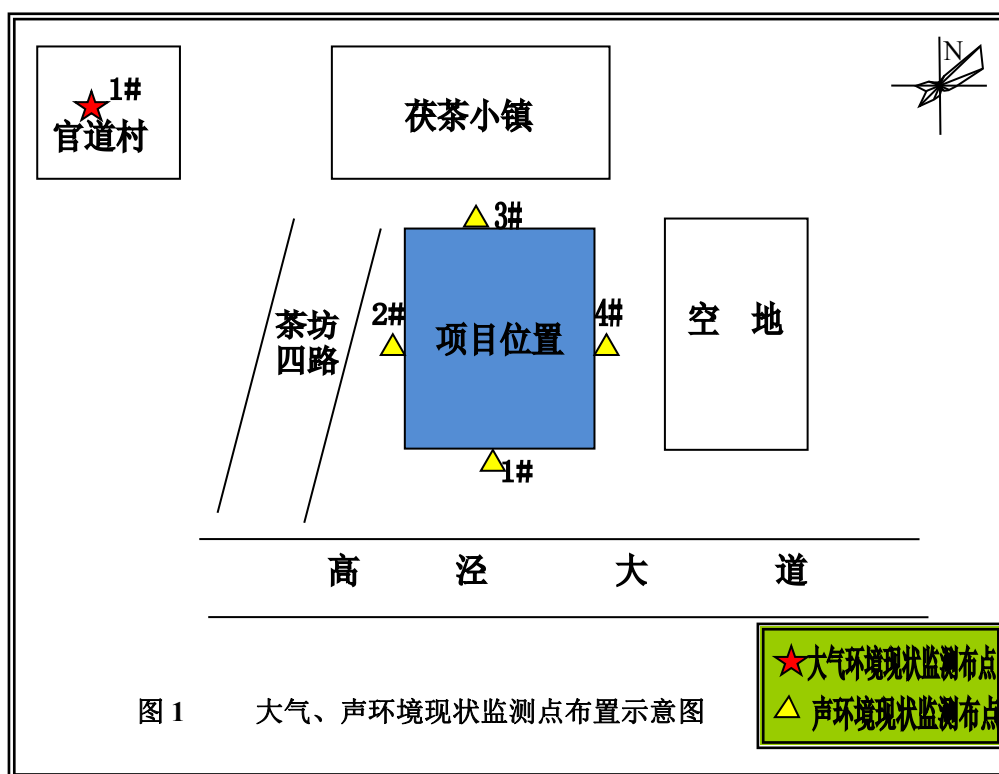 1#
官道村
茯茶小镇
N
3#
茶坊
四路
2#
项目位置
4#
空 地
1#
高 泾 大 道
大气环境现状监测布点
声环境现状监测布点
图 1 大气、声环境现状监测点布置示意图